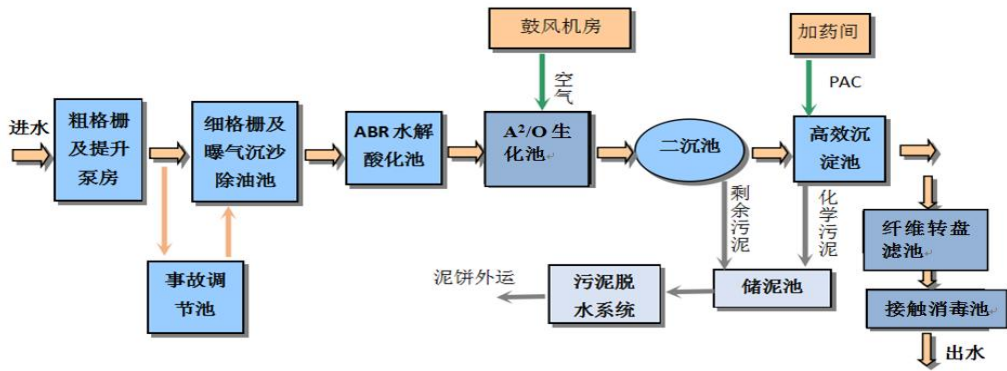 鼓风机房
加药间
空气
PAC
进水
粗格栅
及提升
泵房
细格栅及
曝气沉沙
除油池
ABR 水解
酸化池
A²/O 生
化池
二沉池
高效沉
淀池
剩余污泥
化学污泥
纤维转盘
滤池
事故调
节池
泥饼外运
污泥脱
水系统
储泥池
接触消毒池
出水